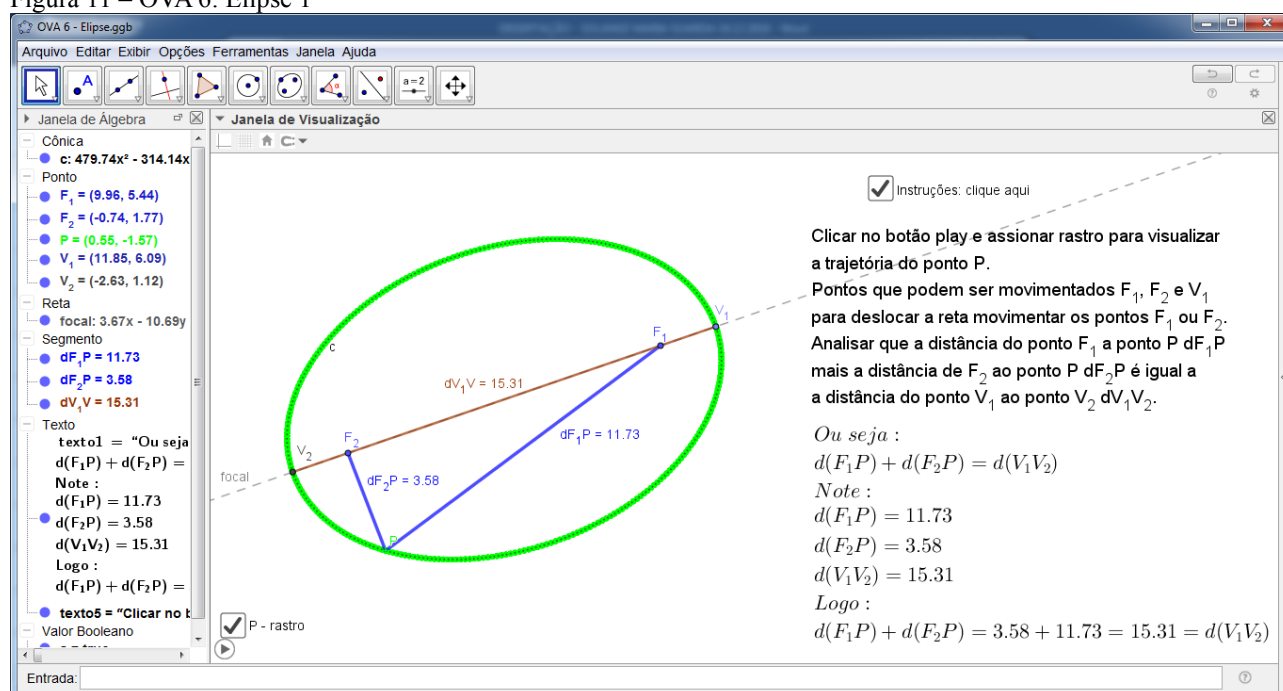 Figura 11 – OVA 6: Elipse 1
OVA 6 - Elipse.ggb
Arquivo Editar Exibir Opções Ferramentas Janela Ajuda
A
α
a=2
Janela de Álgebra
Cônica
c: 479.74x² - 314.14x
Ponto
F₁ = (9.96, 5.44)
F₂ = (-0.74, 1.77)
P = (0.55, -1.57)
V₁ = (11.85, 6.09)
V₂ = (-2.63, 1.12)
Reta
focal: 3.67x - 10.69y
Segmento
dF₁P = 11.73
dF₂P = 3.58
dV₁V = 15.31
Texto
texto1 = "Ou seja
d(F₁P) + d(F₂P) =
Note :
d(F₁P) = 11.73
d(F₂P) = 3.58
d(V₁V₂) = 15.31
Logo :
d(F₁P) + d(F₂P) =
texto5 = "Clicar no b
Valor Booleano
Janela de Visualização
c
V₁
F₁
dV₁V = 15.31
F₂
V₂
dF₁P = 11.73
focal
dF₂P = 3.58
P
P - rastro
Instruções: clique aqui
Clicar no botão play e assionar rastro para visualizar
a trajetória do ponto P.
Pontos que podem ser movimentados F₁, F₂ e V₁
para deslocar a reta movimentar os pontos F₁ ou F₂.
Analisar que a distância do ponto F₁ a ponto P dF₁P
mais a distância de F₂ ao ponto P dF₂P é igual a
a distância do ponto V₁ ao ponto V₂ dV₁V₂.
Ou seja :
d(F₁P) + d(F₂P) = d(V₁V₂)
Note :
d(F₁P) = 11.73
d(F₂P) = 3.58
d(V₁V₂) = 15.31
Logo :
d(F₁P) + d(F₂P) = 3.58 + 11.73 = 15.31 = d(V₁V₂)
Entrada: